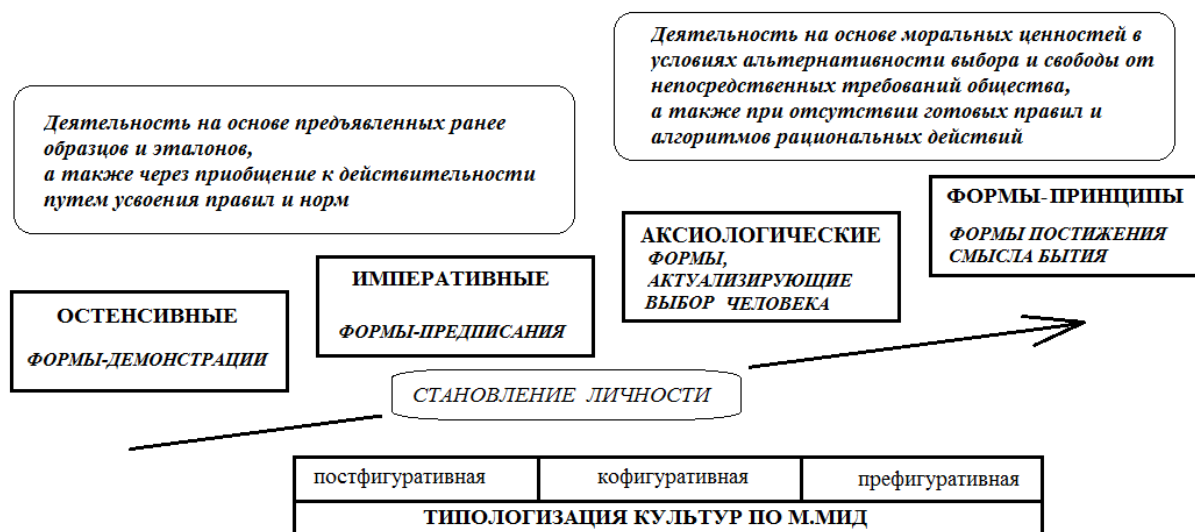 Деятельность на основе моральных ценностей в
условиях альтернативности выбора и свободы от
непосредственных требований общества,
а также при отсутствии готовых правил и
алгоритмов рациональных действий
Деятельность на основе предъявленных ранее
образцов и эталонов,
а также через приобщение к действительности
путем усвоения правил и норм
ОСТЕНСИВНЫЕ
ФОРМЫ-ДЕМОНСТРАЦИИ
ИМПЕРАТИВНЫЕ
ФОРМЫ-ПРЕДПИСАНИЯ
АКСИОЛОГИЧЕСКИЕ
ФОРМЫ,
АКТУАЛИЗИРУЮЩИЕ
ВЫБОР ЧЕЛОВЕКА
ФОРМЫ-ПРИНЦИПЫ
ФОРМЫ ПОСТИЖЕНИЯ
СМЫСЛА БЫТИЯ
СТАНОВЛЕНИЕ ЛИЧНОСТИ
постфигуративная кофигуративная префигуративная
ТИПОЛОГИЗАЦИЯ КУЛЬТУР ПО М.МИД